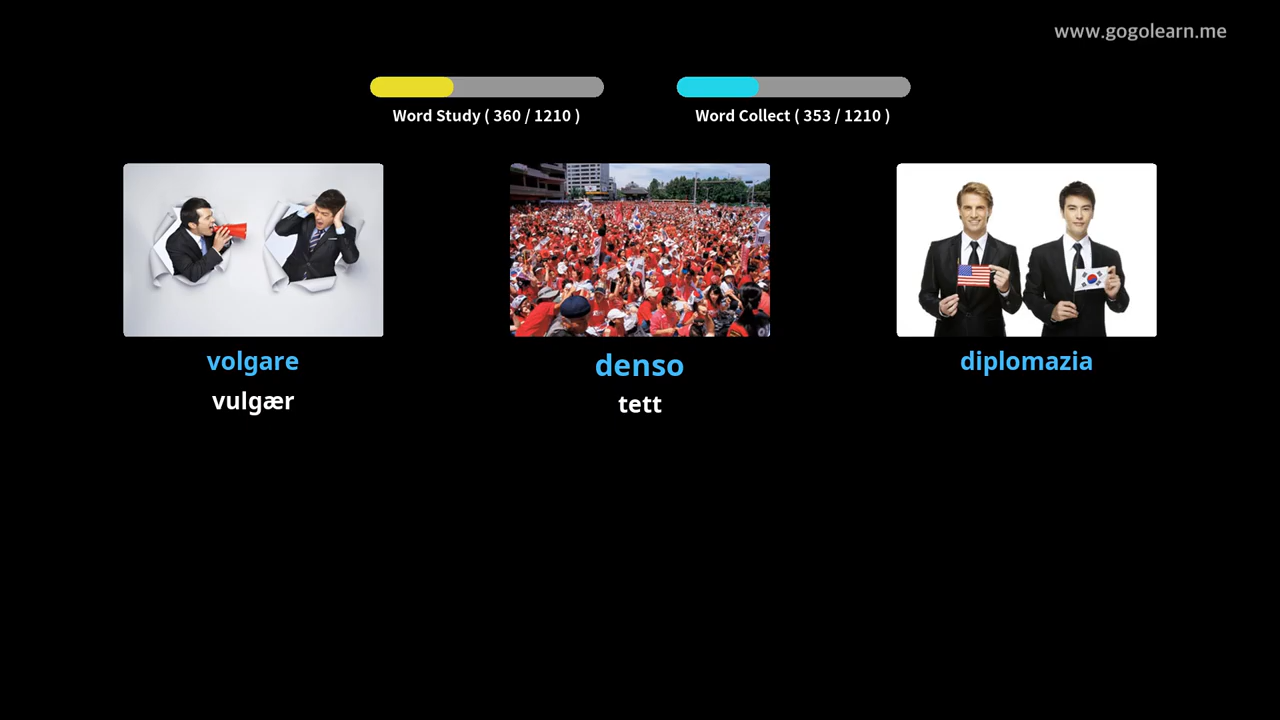 www.gogolearn.me
Word Study ( 360 / 1210 )
Word Collect ( 353 / 1210 )
volgare
vulgær
denso
tett
diplomazia